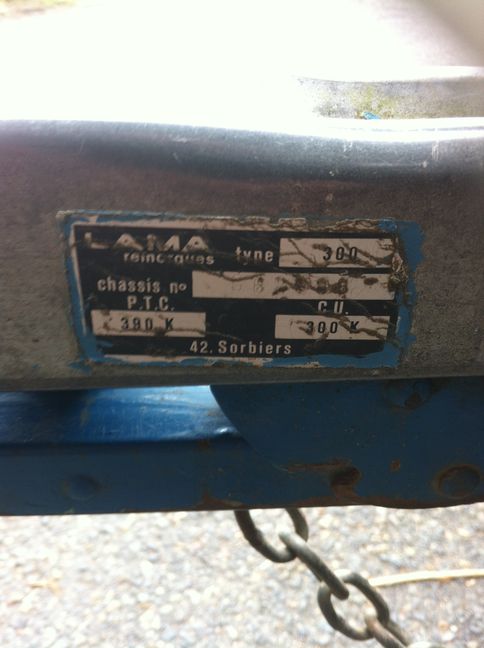 LAMA
remorques type 300
chassis nº
P.T.C. C.U.
390 K 300 K
42. Sorbiers